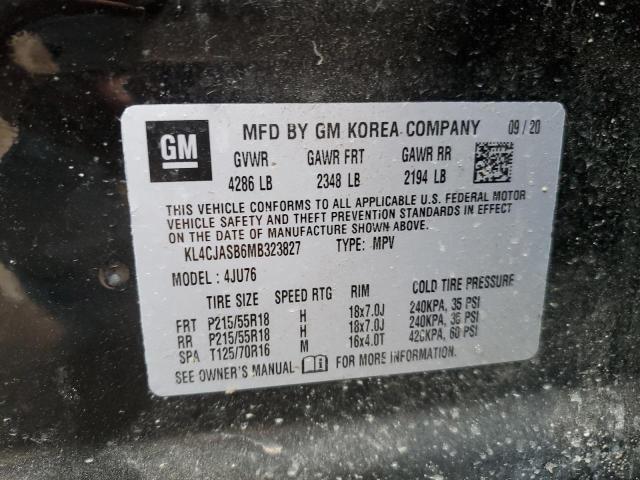 GM MFD BY GM KOREA COMPANY 09/20
GVWR GAWR FRT GAWR RR
4286 LB 2348 LB 2194 LB
THIS VEHICLE CONFORMS TO ALL APPLICABLE U.S. FEDERAL MOTOR
VEHICLE SAFETY AND THEFT PREVENTION STANDARDS IN EFFECT
ON THE DATE OF MANUFACTURE SHOWN ABOVE.
KL4CJASB6MB323827 TYPE: MPV
MODEL: 4JU76
TIRE SIZE SPEED RTG RIM COLD TIRE PRESSURE
FRT P215/55R18 H 18x7.0J 240KPA, 35 PSI
RR P215/55R18 H 18x7.0J 240KPA, 35 PSI
SPA T125/70R16 M 16x4.0T 420KPA, 60 PSI
SEE OWNER'S MANUAL FOR MORE INFORMATION.